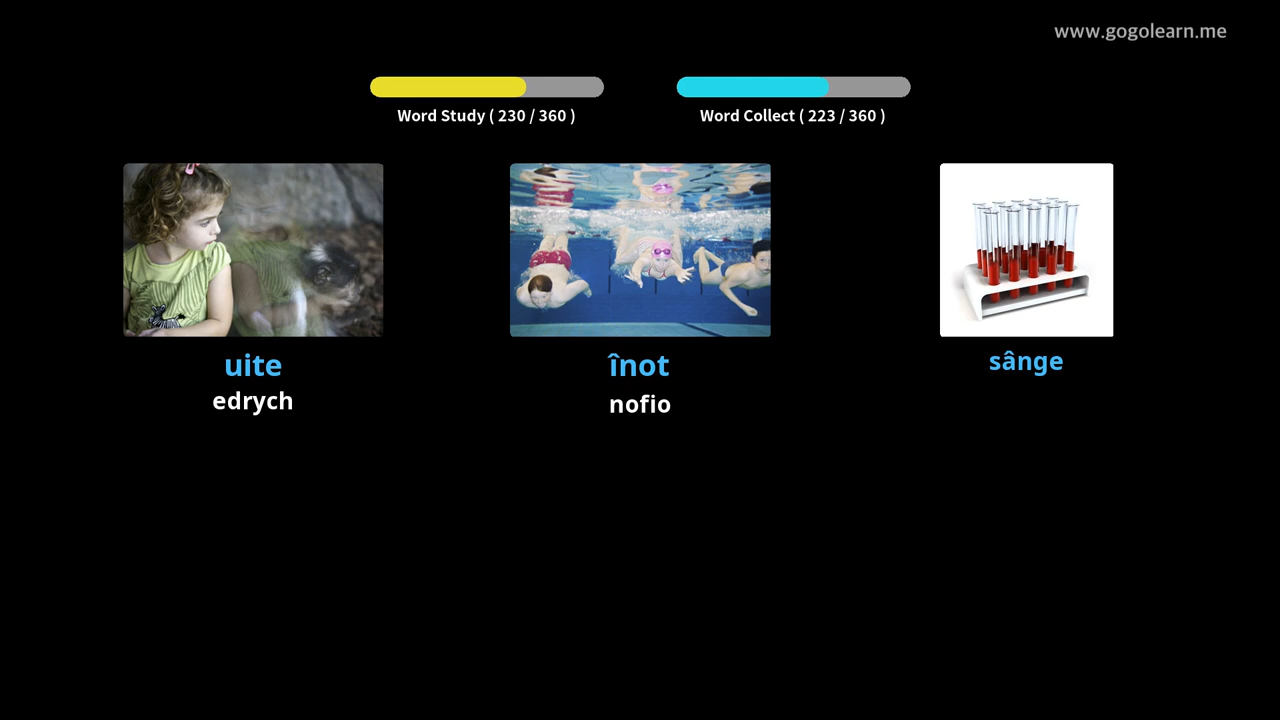 www.gogolearn.me
Word Study ( 230 / 360 )
Word Collect ( 223 / 360 )
uite
edrych
înot
nofio
sânge